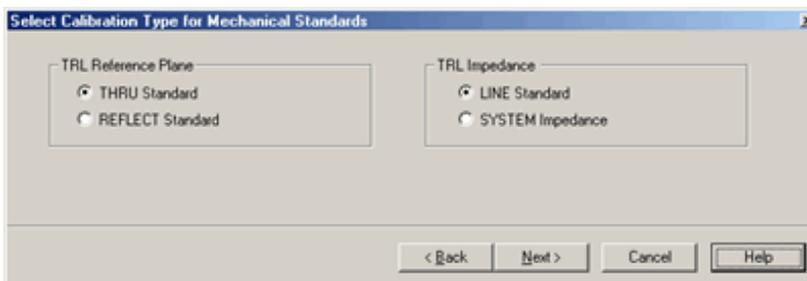 Select Calibration Type for Mechanical Standards
TRL Reference Plane
THRU Standard
REFLECT Standard
TRL Impedance
LINE Standard
SYSTEM Impedance
< Back
Next >
Cancel
Help